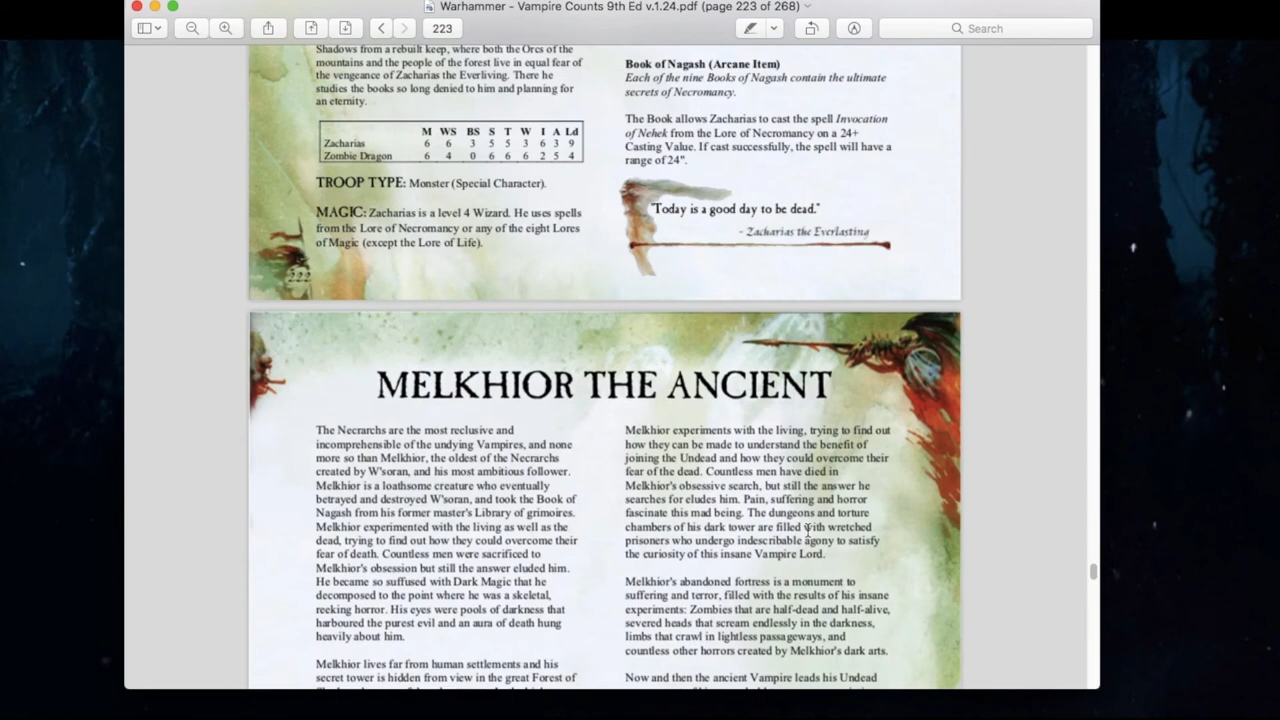 Warhammer - Vampire Counts 9th Ed v.1.24.pdf (page 223 of 268)
223
Search
Shadows from a rebuilt keep, where both the Orcs of the
mountains and the people of the forest live in equal fear of
the vengeance of Zacharias the Everliving. There he
studies the books so long denied to him and planning for
an eternity.
M WS BS S T W I A Ld
Zacharias 6 6 3 5 5 3 6 3 9
Zombie Dragon 6 4 0 6 6 6 2 5 4
TROOP TYPE: Monster (Special Character).
MAGIC: Zacharias is a level 4 Wizard. He uses spells
from the Lore of Necromancy or any of the eight Lores
of Magic (except the Lore of Life).
222
Book of Nagash (Arcane Item)
Each of the nine Books of Nagash contain the ultimate
secrets of Necromancy.
The Book allows Zacharias to cast the spell Invocation
of Nehek from the Lore of Necromancy on a 24+
Casting Value. If cast successfully, the spell will have a
range of 24".
"Today is a good day to be dead."
- Zacharias the Everlasting
MELKHIOR THE ANCIENT
The Necrarchs are the most reclusive and
incomprehensible of the undying Vampires, and none
more so than Melkhior, the oldest of the Necrarchs
created by W'soran, and his most ambitious follower.
Melkhior is a loathsome creature who eventually
betrayed and destroyed W'soran, and took the Book of
Nagash from his former master's Library of grimoires.
Melkhior experimented with the living as well as the
dead, trying to find out how they could overcome their
fear of death. Countless men were sacrificed to
Melkhior's obsession but still the answer eluded him.
He became so suffused with Dark Magic that he
decomposed to the point where he was a skeletal,
reeking horror. His eyes were pools of darkness that
harboured the purest evil and an aura of death hung
heavily about him.
Melkhior lives far from human settlements and his
secret tower is hidden from view in the great Forest of
Melkhior experiments with the living, trying to find out
how they can be made to understand the benefit of
joining the Undead and how they could overcome their
fear of the dead. Countless men have died in
Melkhior's obsessive search, but still the answer he
searches for eludes him. Pain, suffering and horror
fascinate this mad being. The dungeons and torture
chambers of his dark tower are filled with wretched
prisoners who undergo indescribable agony to satisfy
the curiosity of this insane Vampire Lord.
Melkhior's abandoned fortress is a monument to
suffering and terror, filled with the results of his insane
experiments: Zombies that are half-dead and half-alive,
severed heads that scream endlessly in the darkness,
limbs that crawl in lightless passageways, and
countless other horrors created by Melkhior's dark arts.
Now and then the ancient Vampire leads his Undead